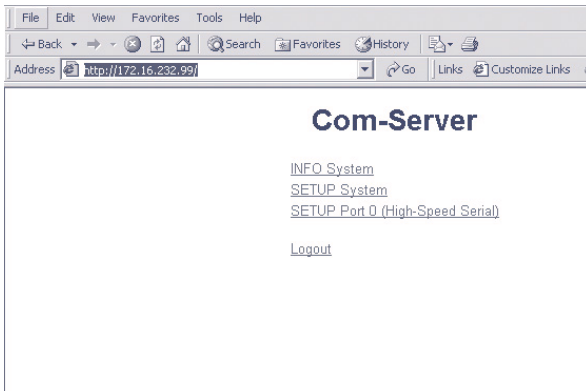 File Edit View Favorites Tools Help
Back Search Favorites History
Address http://172.16.232.99/ Go Links Customize Links
Com-Server
INFO System
SETUP System
SETUP Port 0 (High-Speed Serial)
Logout